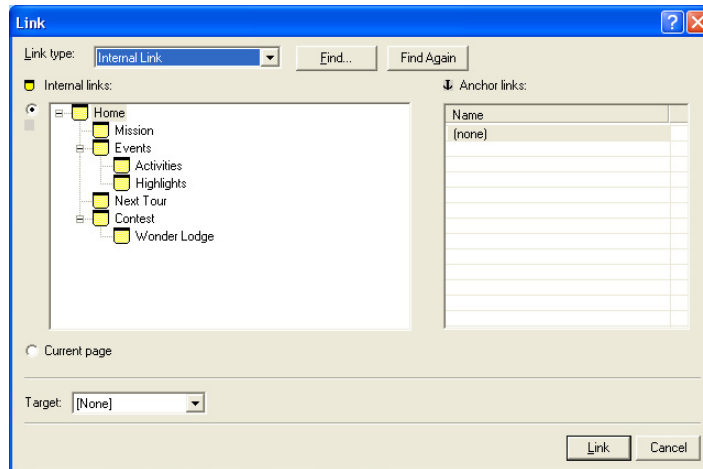 Link
Link type: Internal Link Find... Find Again
Internal links:
Anchor links:
Home
Mission
Events
Activities
Highlights
Next Tour
Contest
Wonder Lodge
Name
(none)
Current page
Target: [None]
Link Cancel